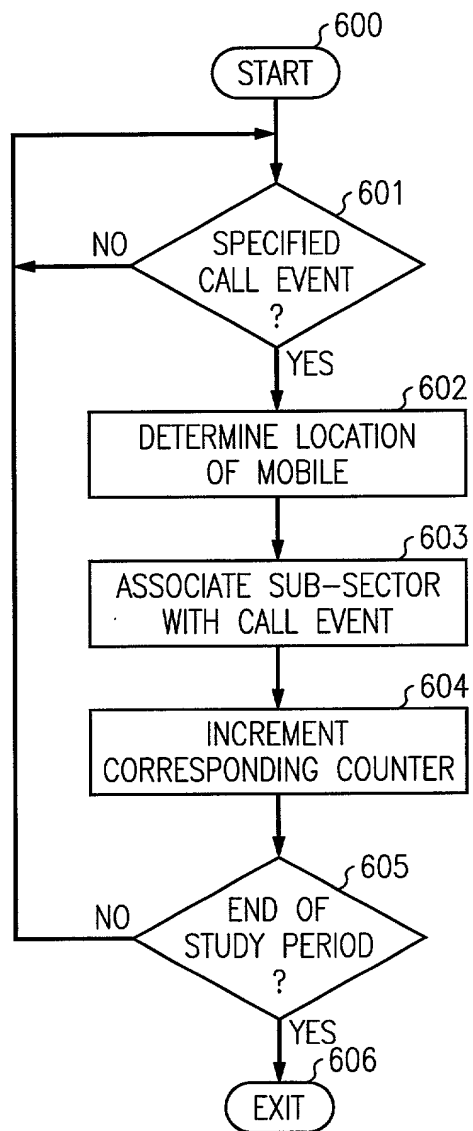 600
START
601
NO
SPECIFIED
CALL EVENT
?
YES
602
DETERMINE LOCATION
OF MOBILE
603
ASSOCIATE SUB-SECTOR
WITH CALL EVENT
604
INCREMENT
CORRESPONDING COUNTER
605
NO
END OF
STUDY PERIOD
?
YES
606
EXIT